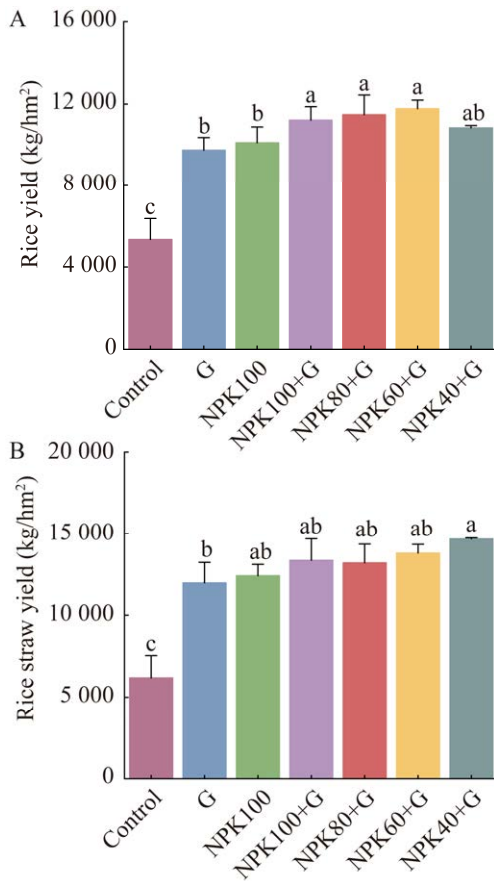 A
Rice yield (kg/hm²)
16 000
12 000
8 000
4 000
0
c
b
b
a
a
a
ab
Control
G
NPK100
NPK100+G
NPK80+G
NPK60+G
NPK40+G
B
Rice straw yield (kg/hm²)
20 000
15 000
10 000
5 000
0
c
b
ab
ab
ab
ab
a
Control
G
NPK100
NPK100+G
NPK80+G
NPK60+G
NPK40+G